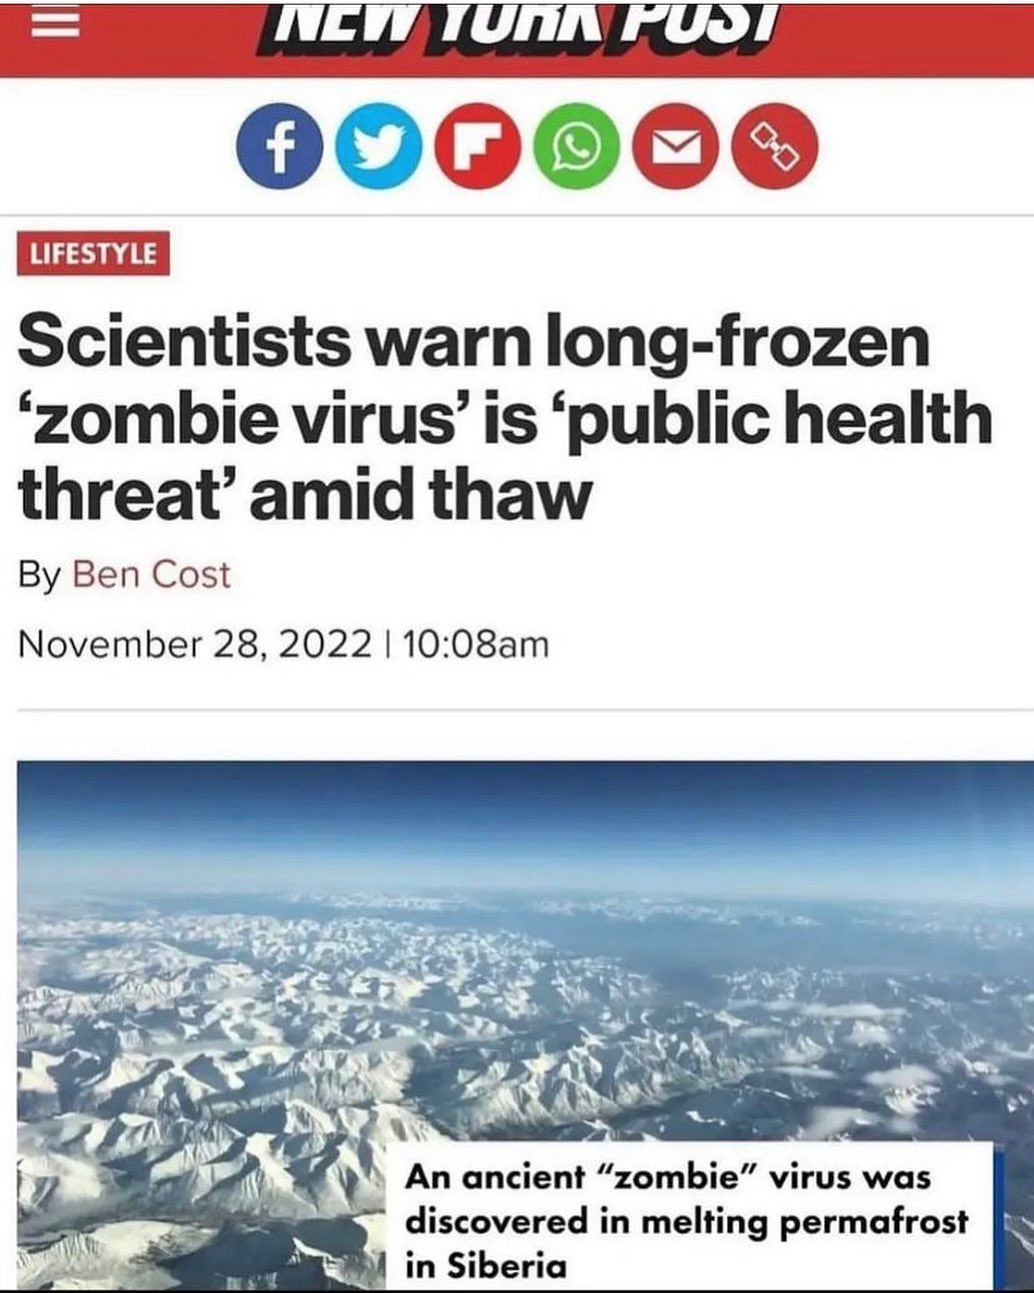 NEW YORK POST
LIFESTYLE
Scientists warn long-frozen
‘zombie virus’ is ‘public health
threat’ amid thaw
By Ben Cost
November 28, 2022 | 10:08am
An ancient “zombie” virus was
discovered in melting permafrost
in Siberia